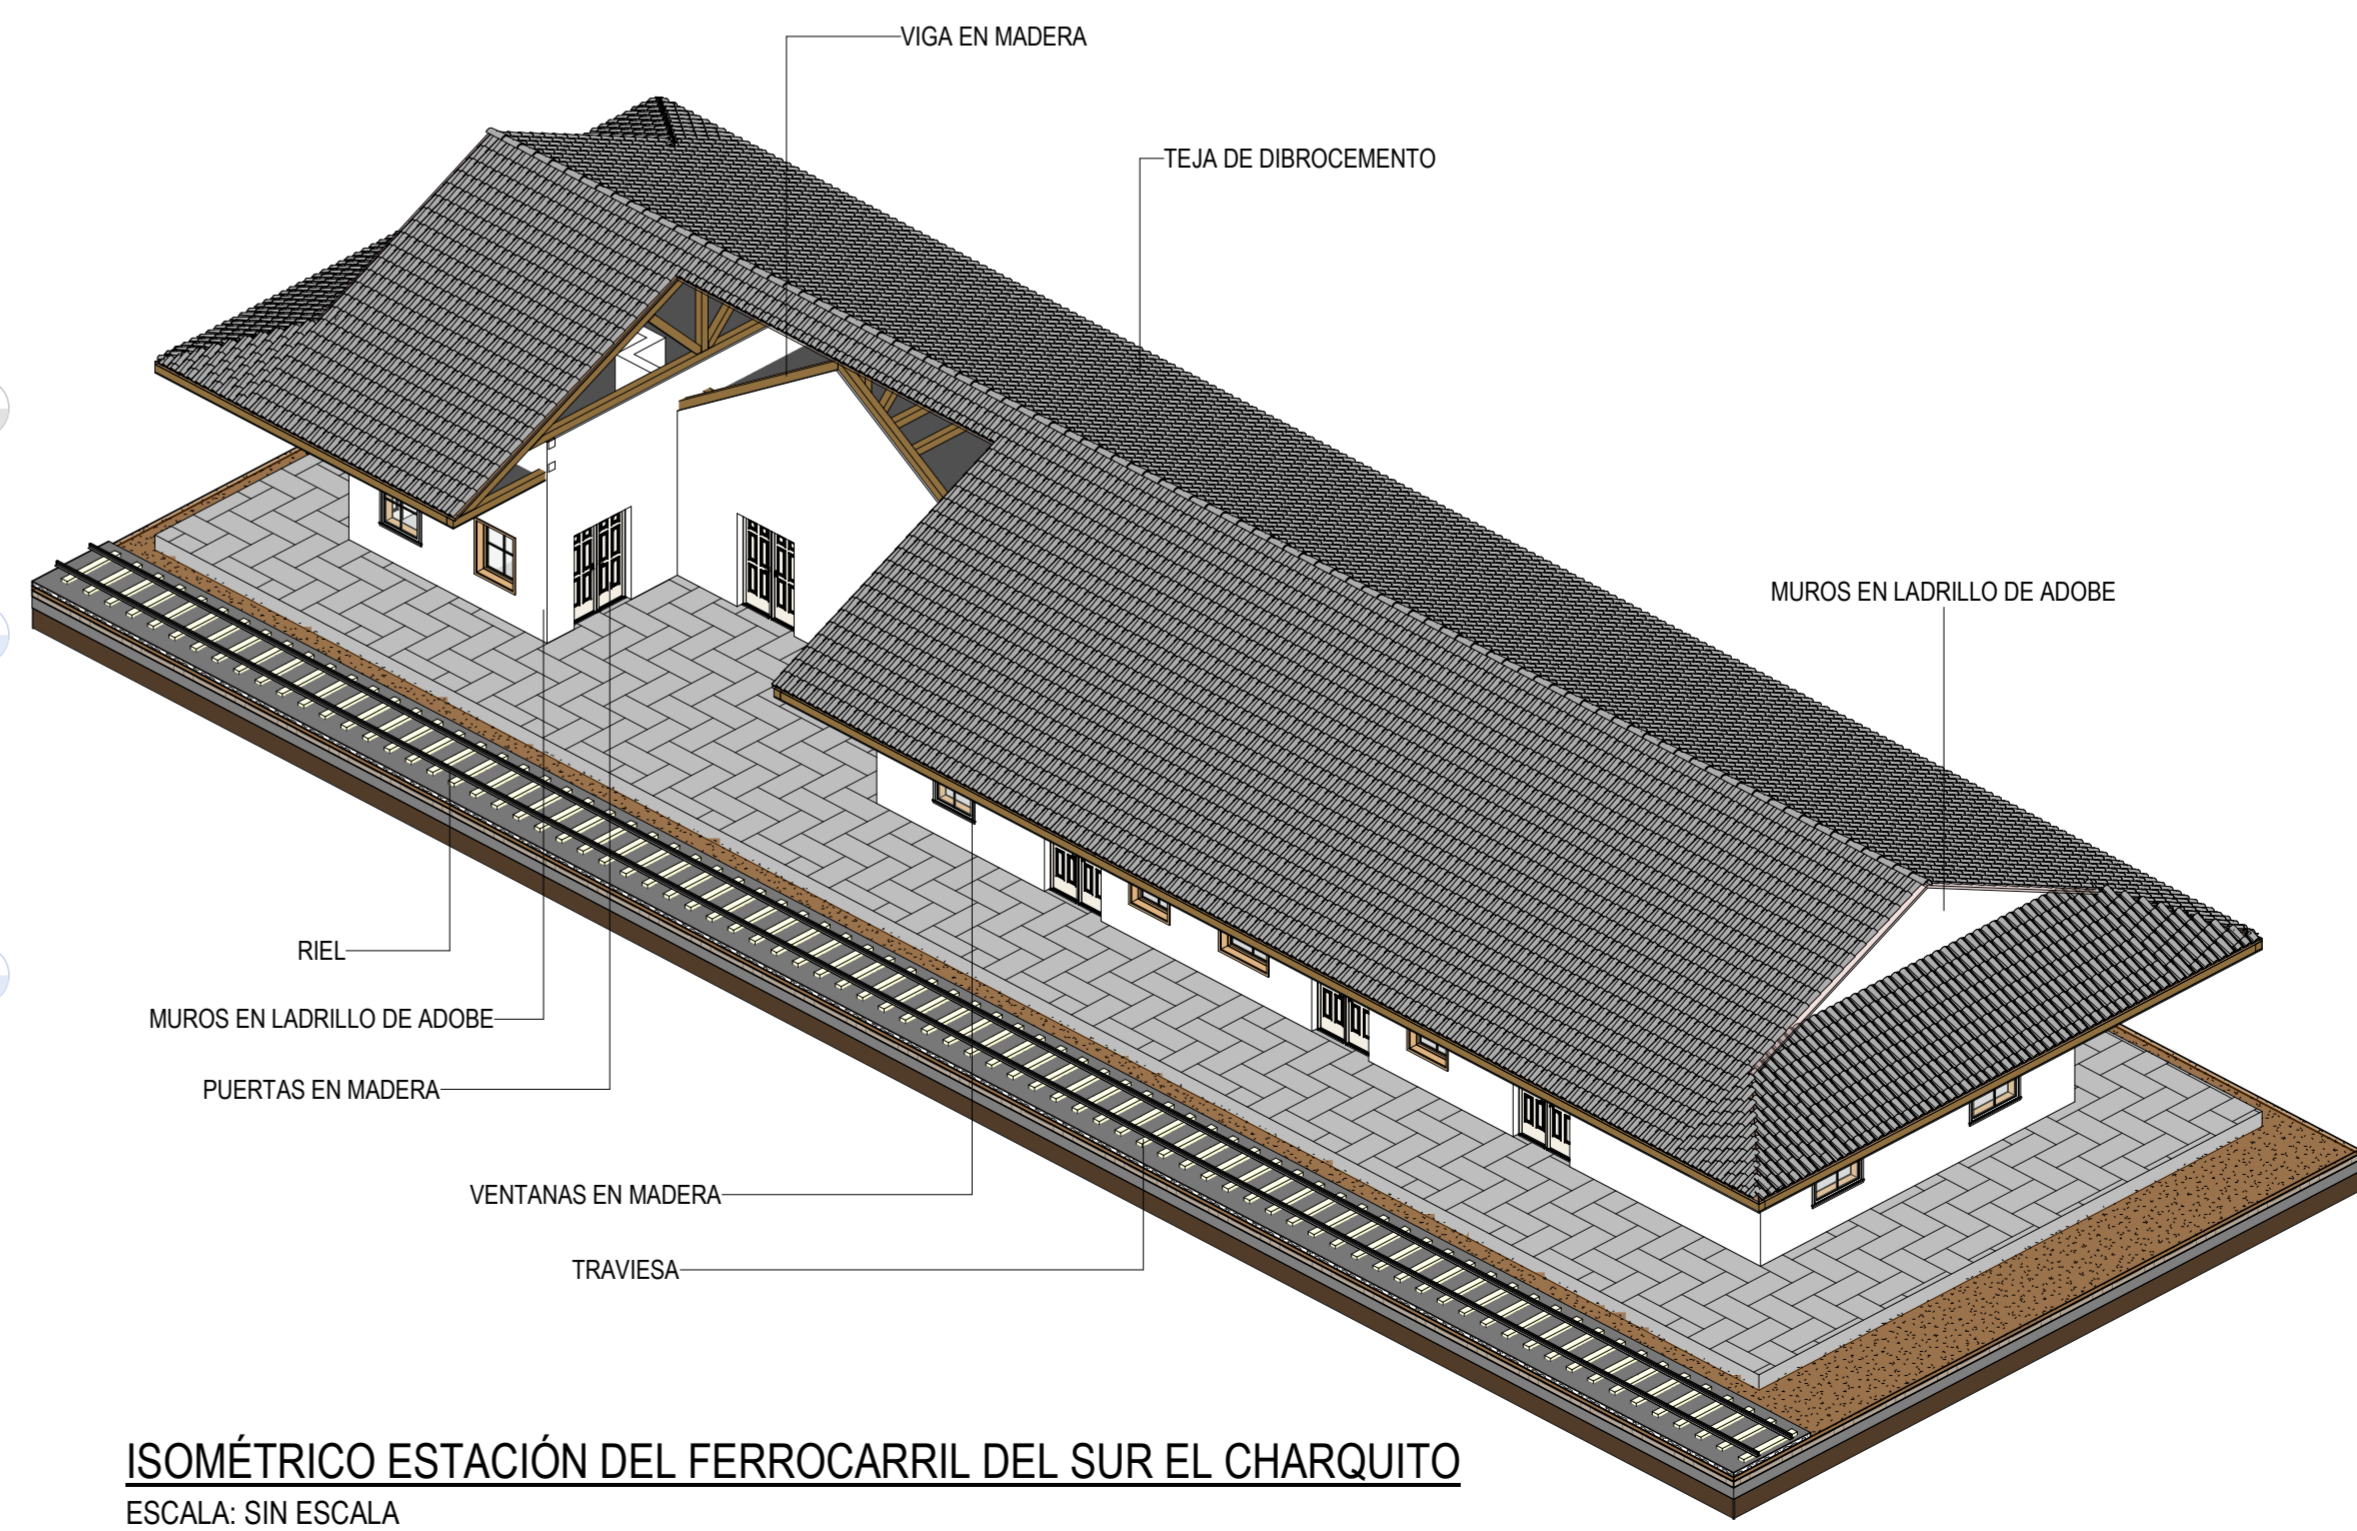 VIGA EN MADERA
TEJA DE DIBROCEMENTO
MUROS EN LADRILLO DE ADOBE
RIEL
MUROS EN LADRILLO DE ADOBE
PUERTAS EN MADERA
VENTANAS EN MADERA
TRAVIESA
ISOMÉTRICO ESTACIÓN DEL FERROCARRIL DEL SUR EL CHARQUITO
ESCALA: SIN ESCALA